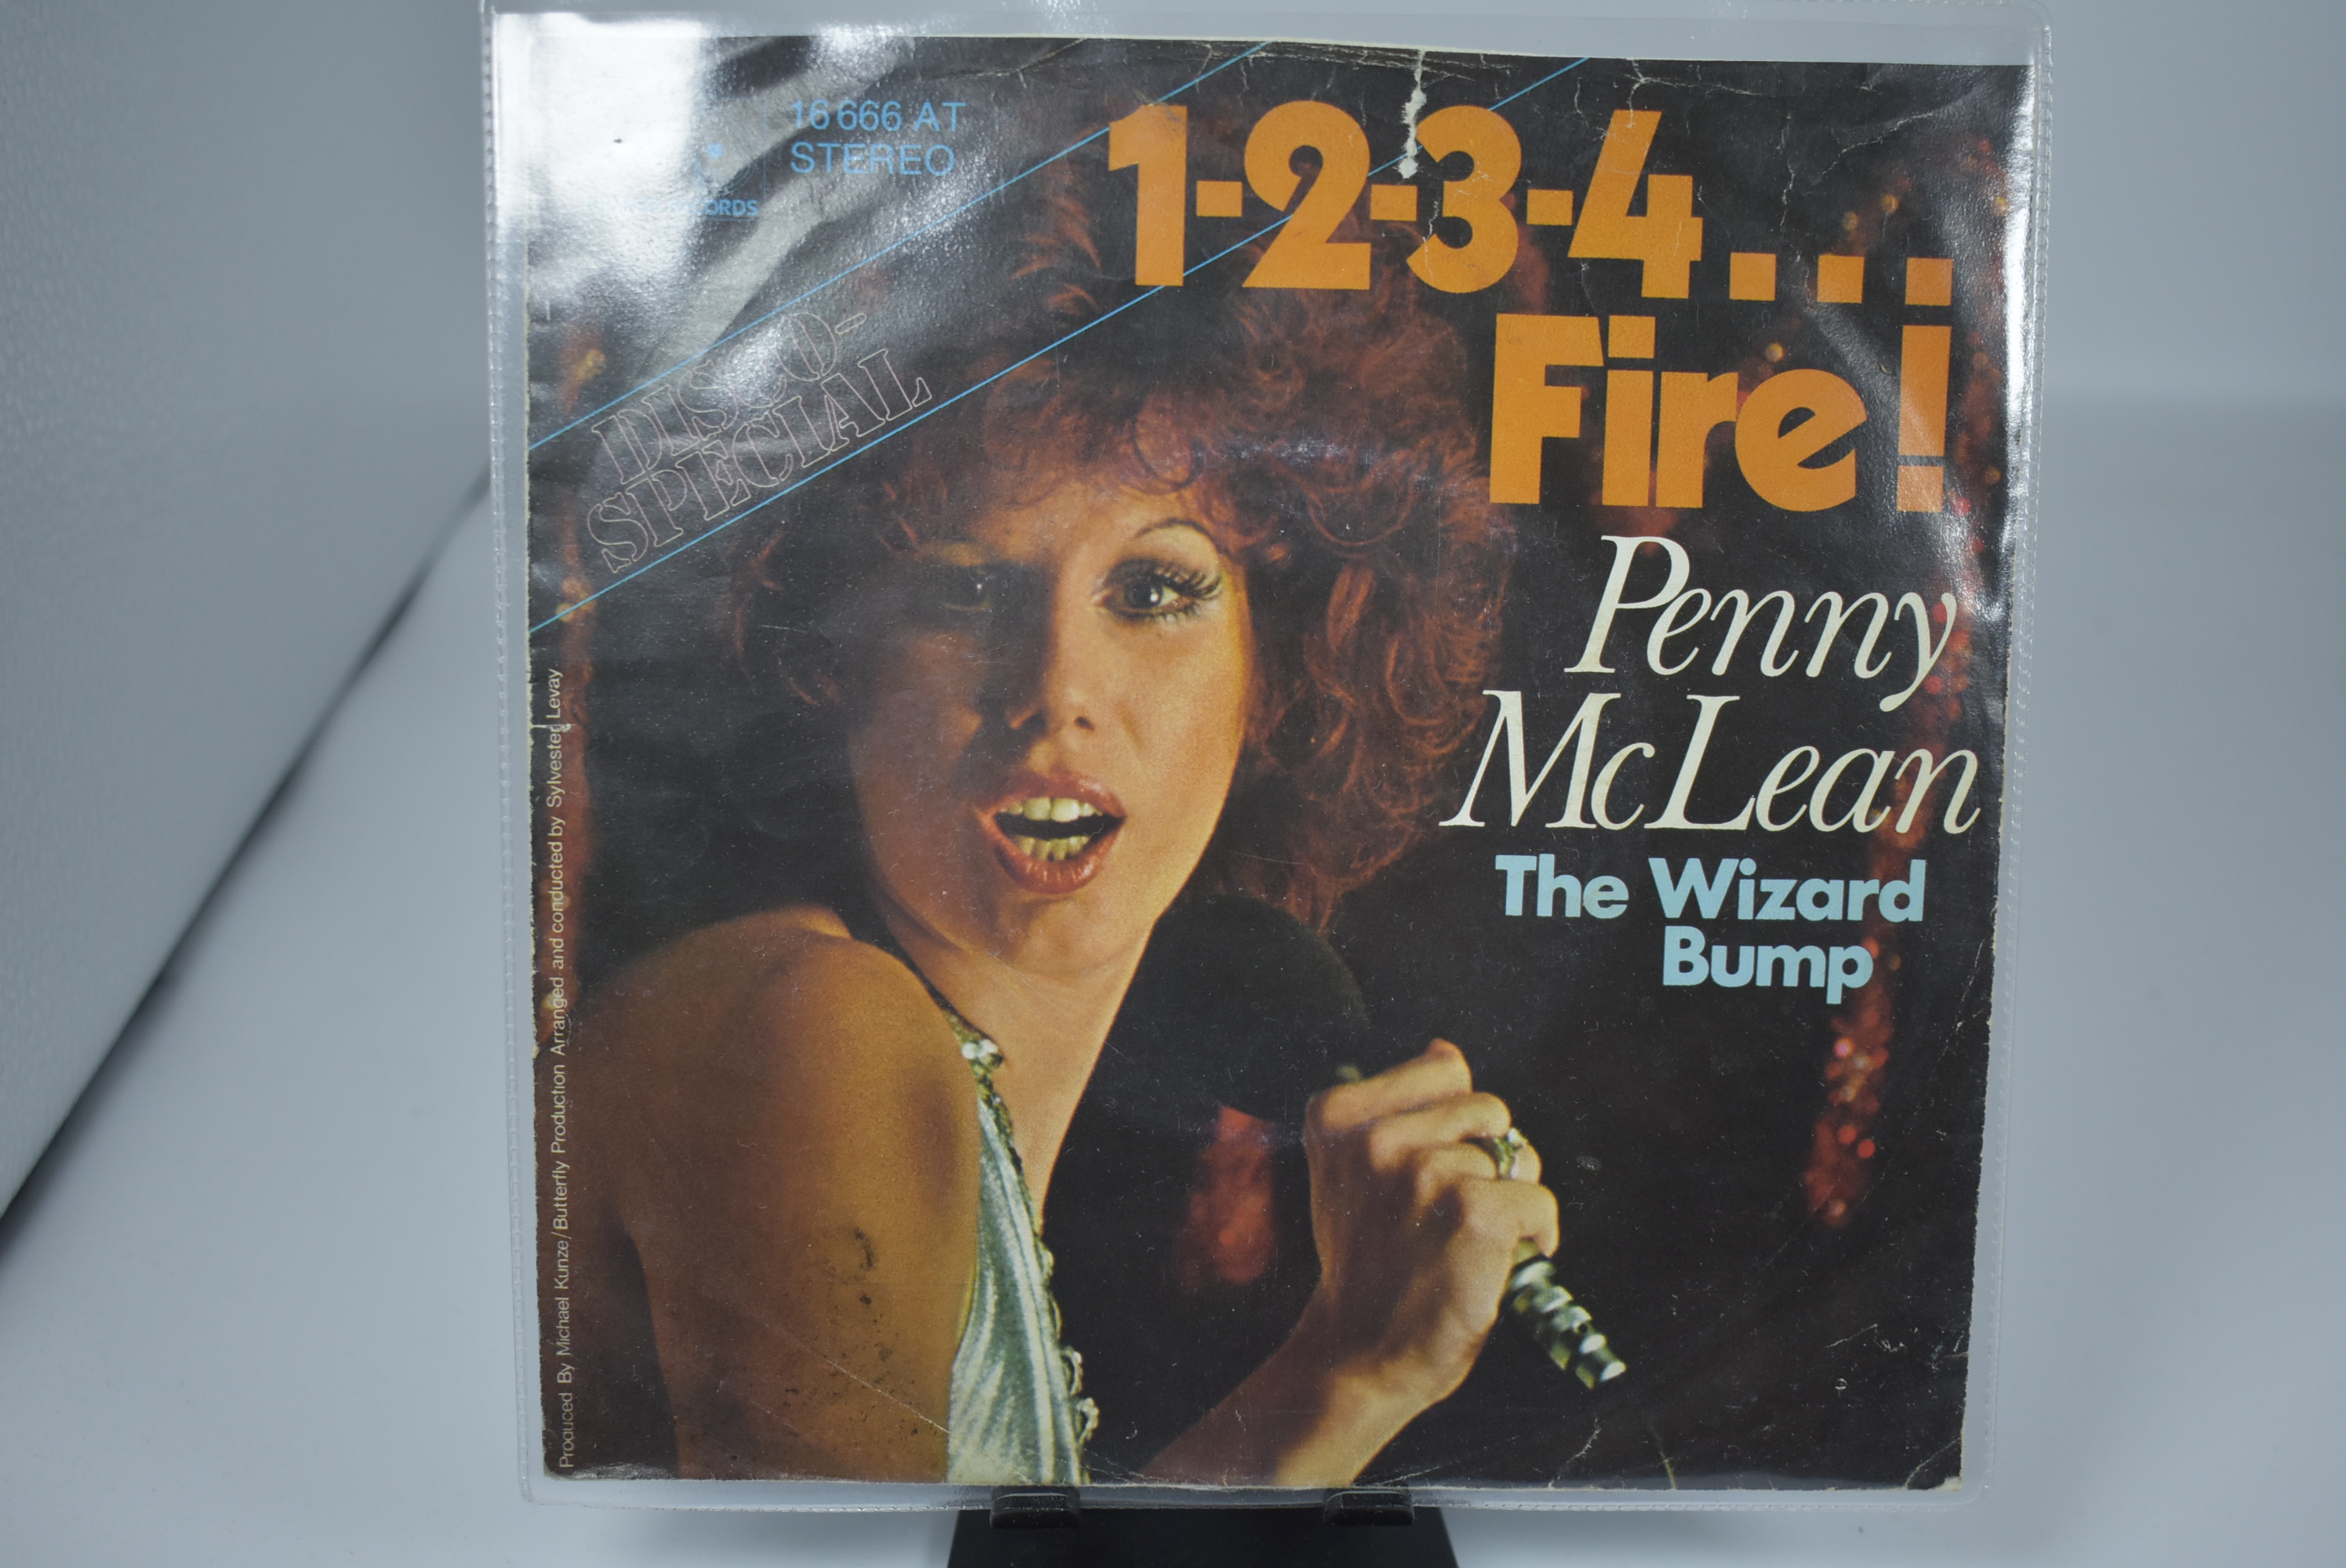 16 666 AT
STEREO
1-2-3-4...
Fire!
DISCO-
SPECIAL
Penny
McLean
The Wizard
Bump
Produced By Michael Kunze/Butterfly Production Arranged and conducted by Sylvester Levay